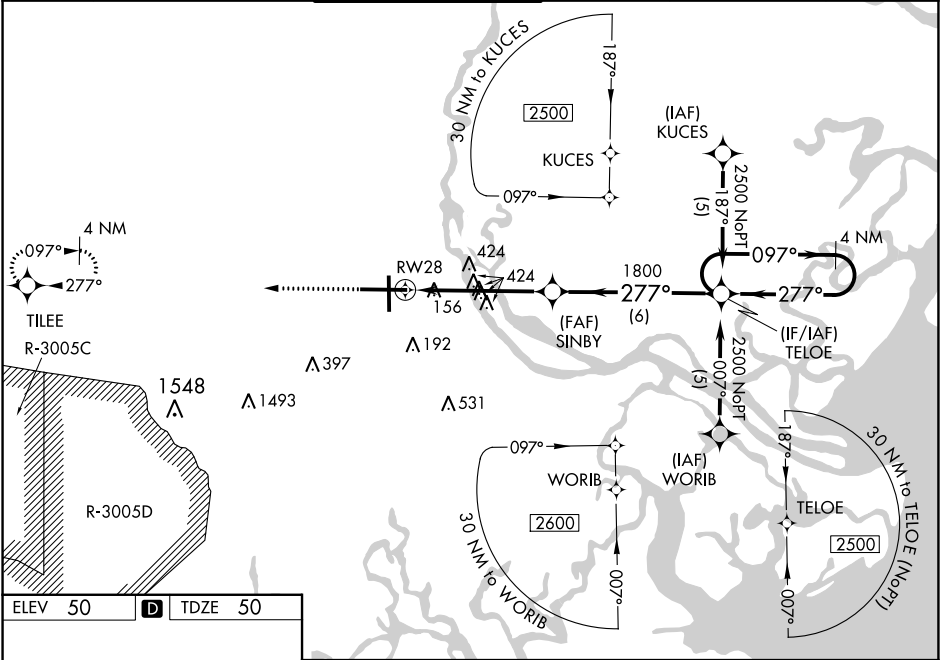 30 NM to KUCES
187°
2500
KUCES
097°
(IAF)
KUCES
2500 NoPT
187°
(5)
4 NM
097°
277°
4 NM
097°
277°
TILEE
RW28
424
424
156
1800
277°
(6)
(FAF)
SINBY
(IF/IAF)
TELOE
2500 NoPT
007°
(5)
(IAF)
WORIB
R-3005C
1548
1493
397
192
531
R-3005D
097°
WORIB
2600
007°
30 NM to WORIB
187°
TELOE
2500
007°
30 NM to TELOE (NoPT)
ELEV 50 D TDZE 50